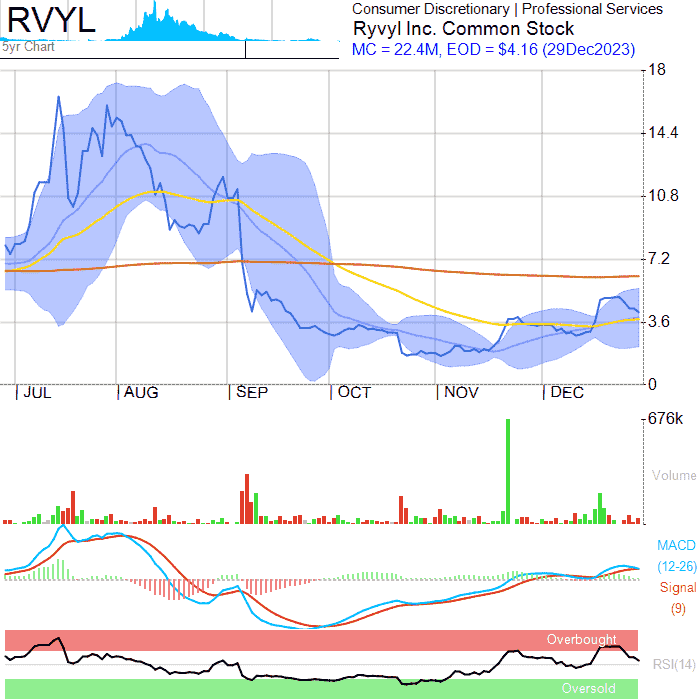 RVYL
5yr Chart
Consumer Discretionary | Professional Services
Ryvyl Inc. Common Stock
MC = 22.4M, EOD = $4.16 (29Dec2023)
18
14.4
10.8
7.2
3.6
0
JUL AUG SEP OCT NOV DEC
676k
Volume
MACD
(12-26)
Signal
(9)
Overbought
RSI(14)
Oversold